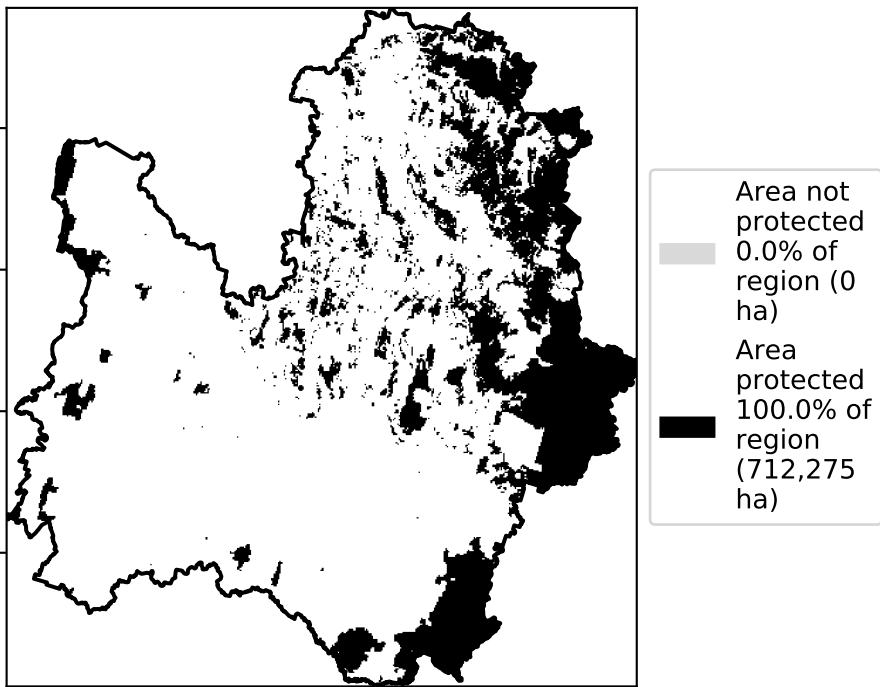 Area not
protected
0.0% of
region (0
ha)
Area
protected
100.0% of
region
(712,275
ha)